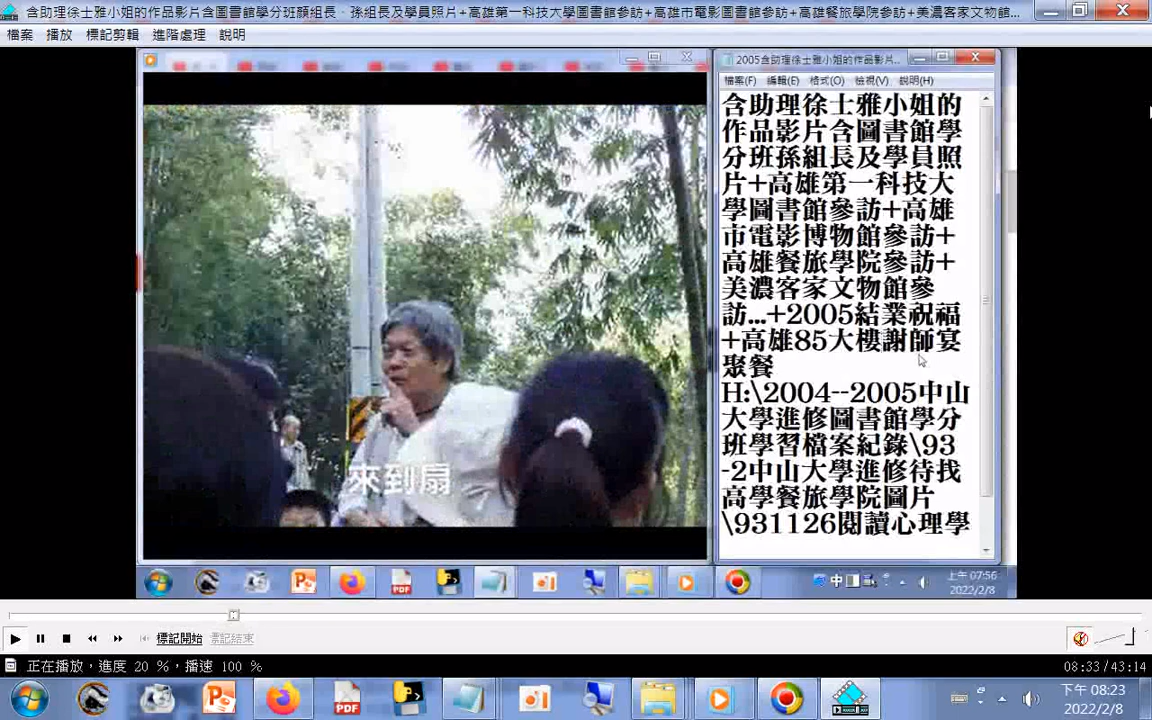 含助理徐士雅小姐的作品影片含圖書館學分班顏組長．孫組長及學員照片+高雄第一科技大學圖書館參訪+高雄市電影圖書館參訪+高雄餐旅學院參訪+美濃客家文物館...
檔案 播放 標記剪輯 進階處理 說明
2005含助理徐士雅小姐的作品影片...
檔案(F) 編輯(E) 格式(O) 檢視(V) 說明(H)
含助理徐士雅小姐的
作品影片含圖書館學
分班孫組長及學員照
片+高雄第一科技大
學圖書館參訪+高雄
市電影博物館參訪+
高雄餐旅學院參訪+
美濃客家文物館參
訪...+2005結業祝福
+高雄85大樓謝師宴
聚餐
H:\2004--2005中山
大學進修圖書館學分
班學習檔案紀錄\93
-2中山大學進修待找
高學餐旅學院圖片
\931126閱讀心理學
來到扇
中
上午 07:56
2022/2/8
標記開始 標記結束
正在播放，進度 20 %，播速 100 %
08:33 / 43:14
下午 08:23
2022/2/8